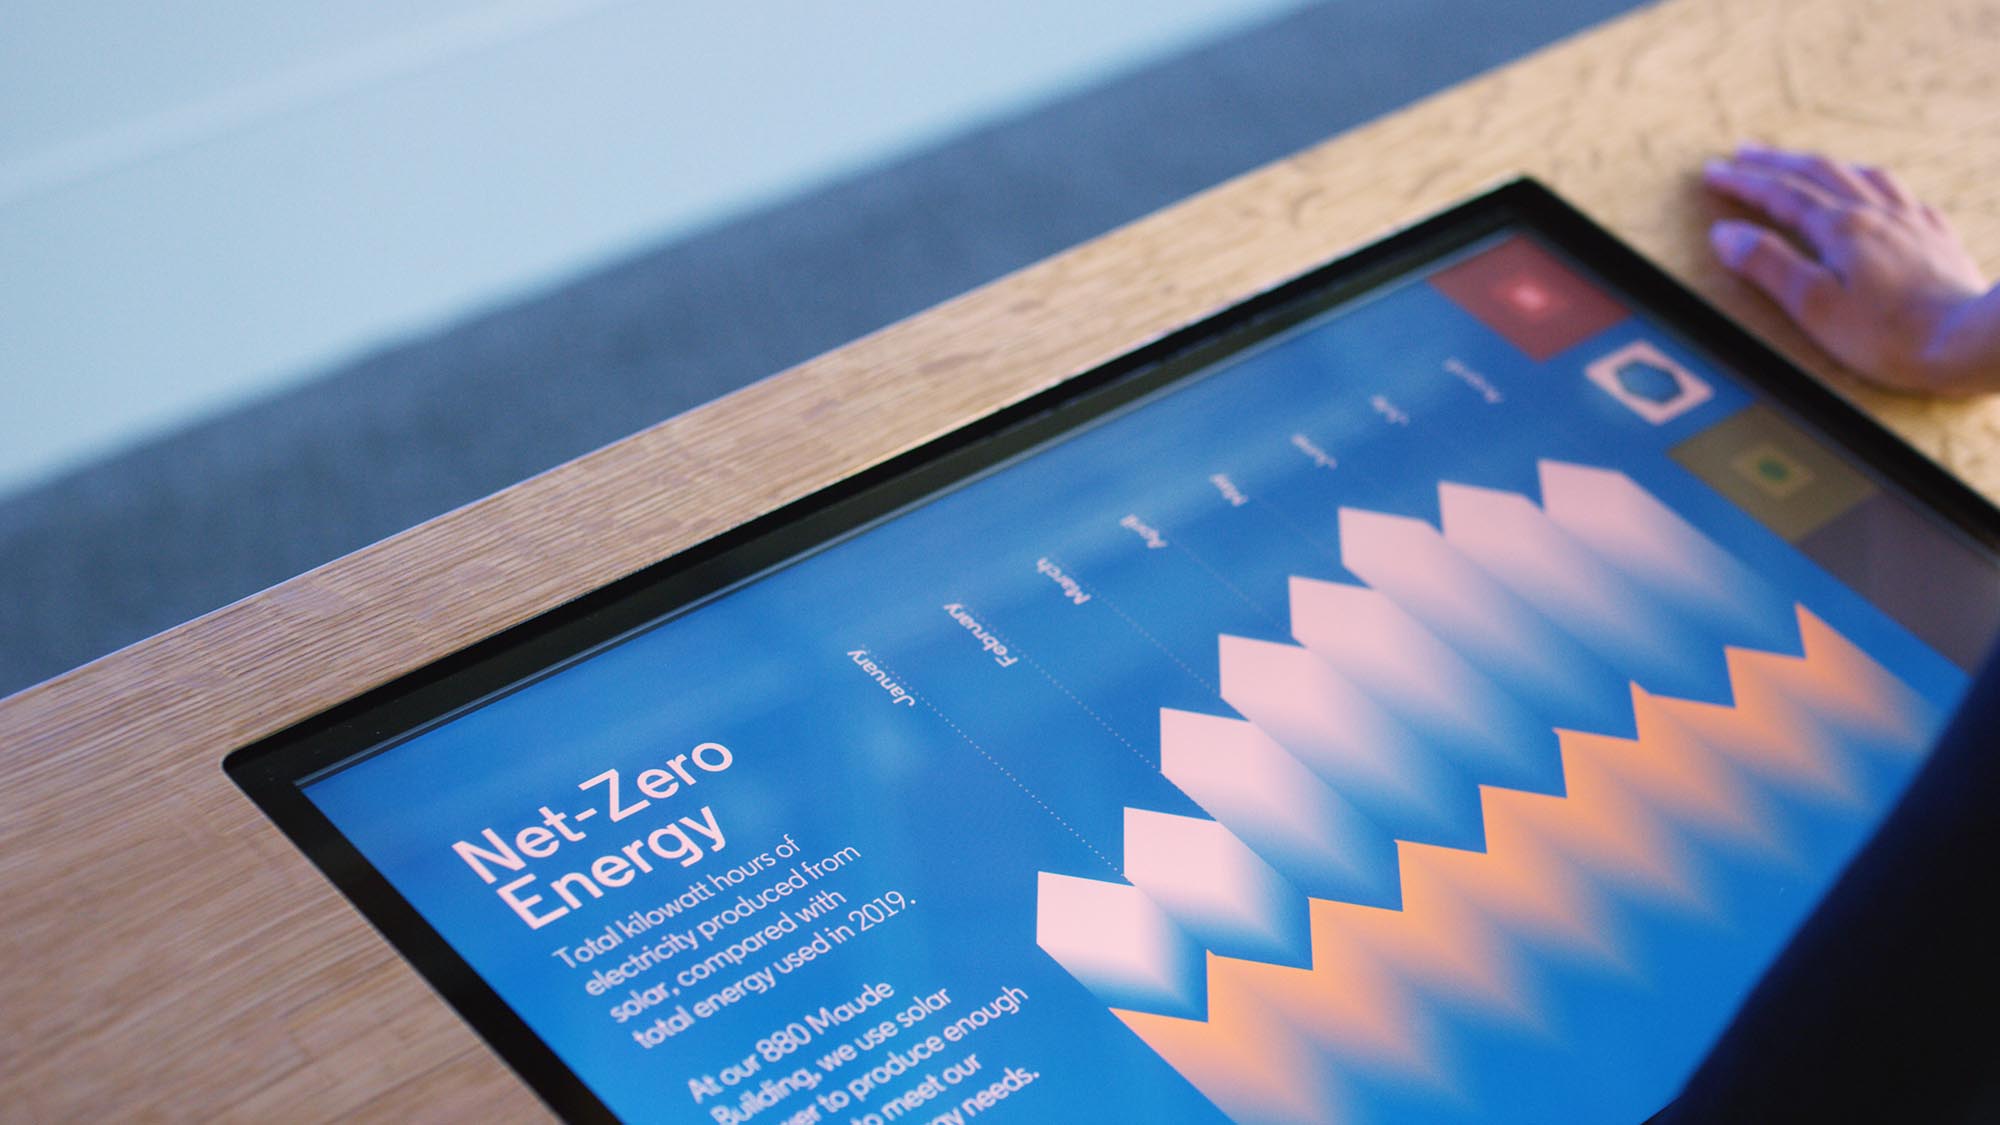 Net-Zero
Energy
Total kilowatt hours of
electricity produced from
solar, compared with
total energy used in 2019.
At our 880 Maude
Building, we use solar
to produce enough
to meet our
needs.
January
February
March
April
May
June
July